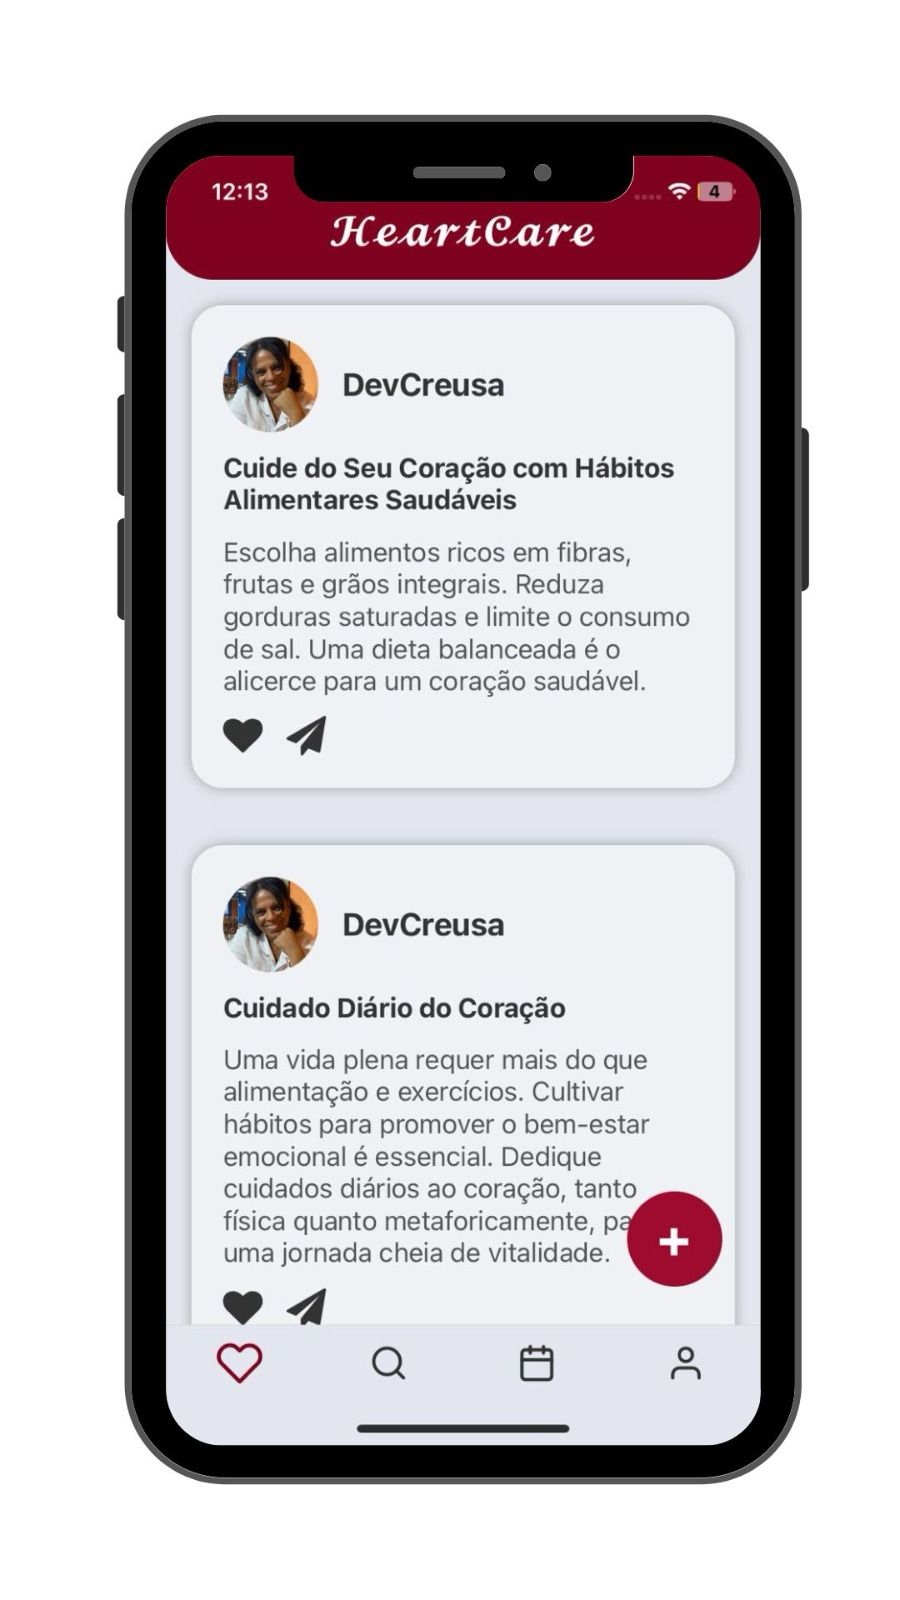 12:13
4
HeartCare
DevCreusa
Cuide do Seu Coração com Hábitos
Alimentares Saudáveis
Escolha alimentos ricos em fibras,
frutas e grãos integrais. Reduza
gorduras saturadas e limite o consumo
de sal. Uma dieta balanceada é o
alicerce para um coração saudável.
DevCreusa
Cuidado Diário do Coração
Uma vida plena requer mais do que
alimentação e exercícios. Cultivar
hábitos para promover o bem-estar
emocional é essencial. Dedique
cuidados diários ao coração, tanto
física quanto metaforicamente,
uma jornada cheia de vitalidade.
+